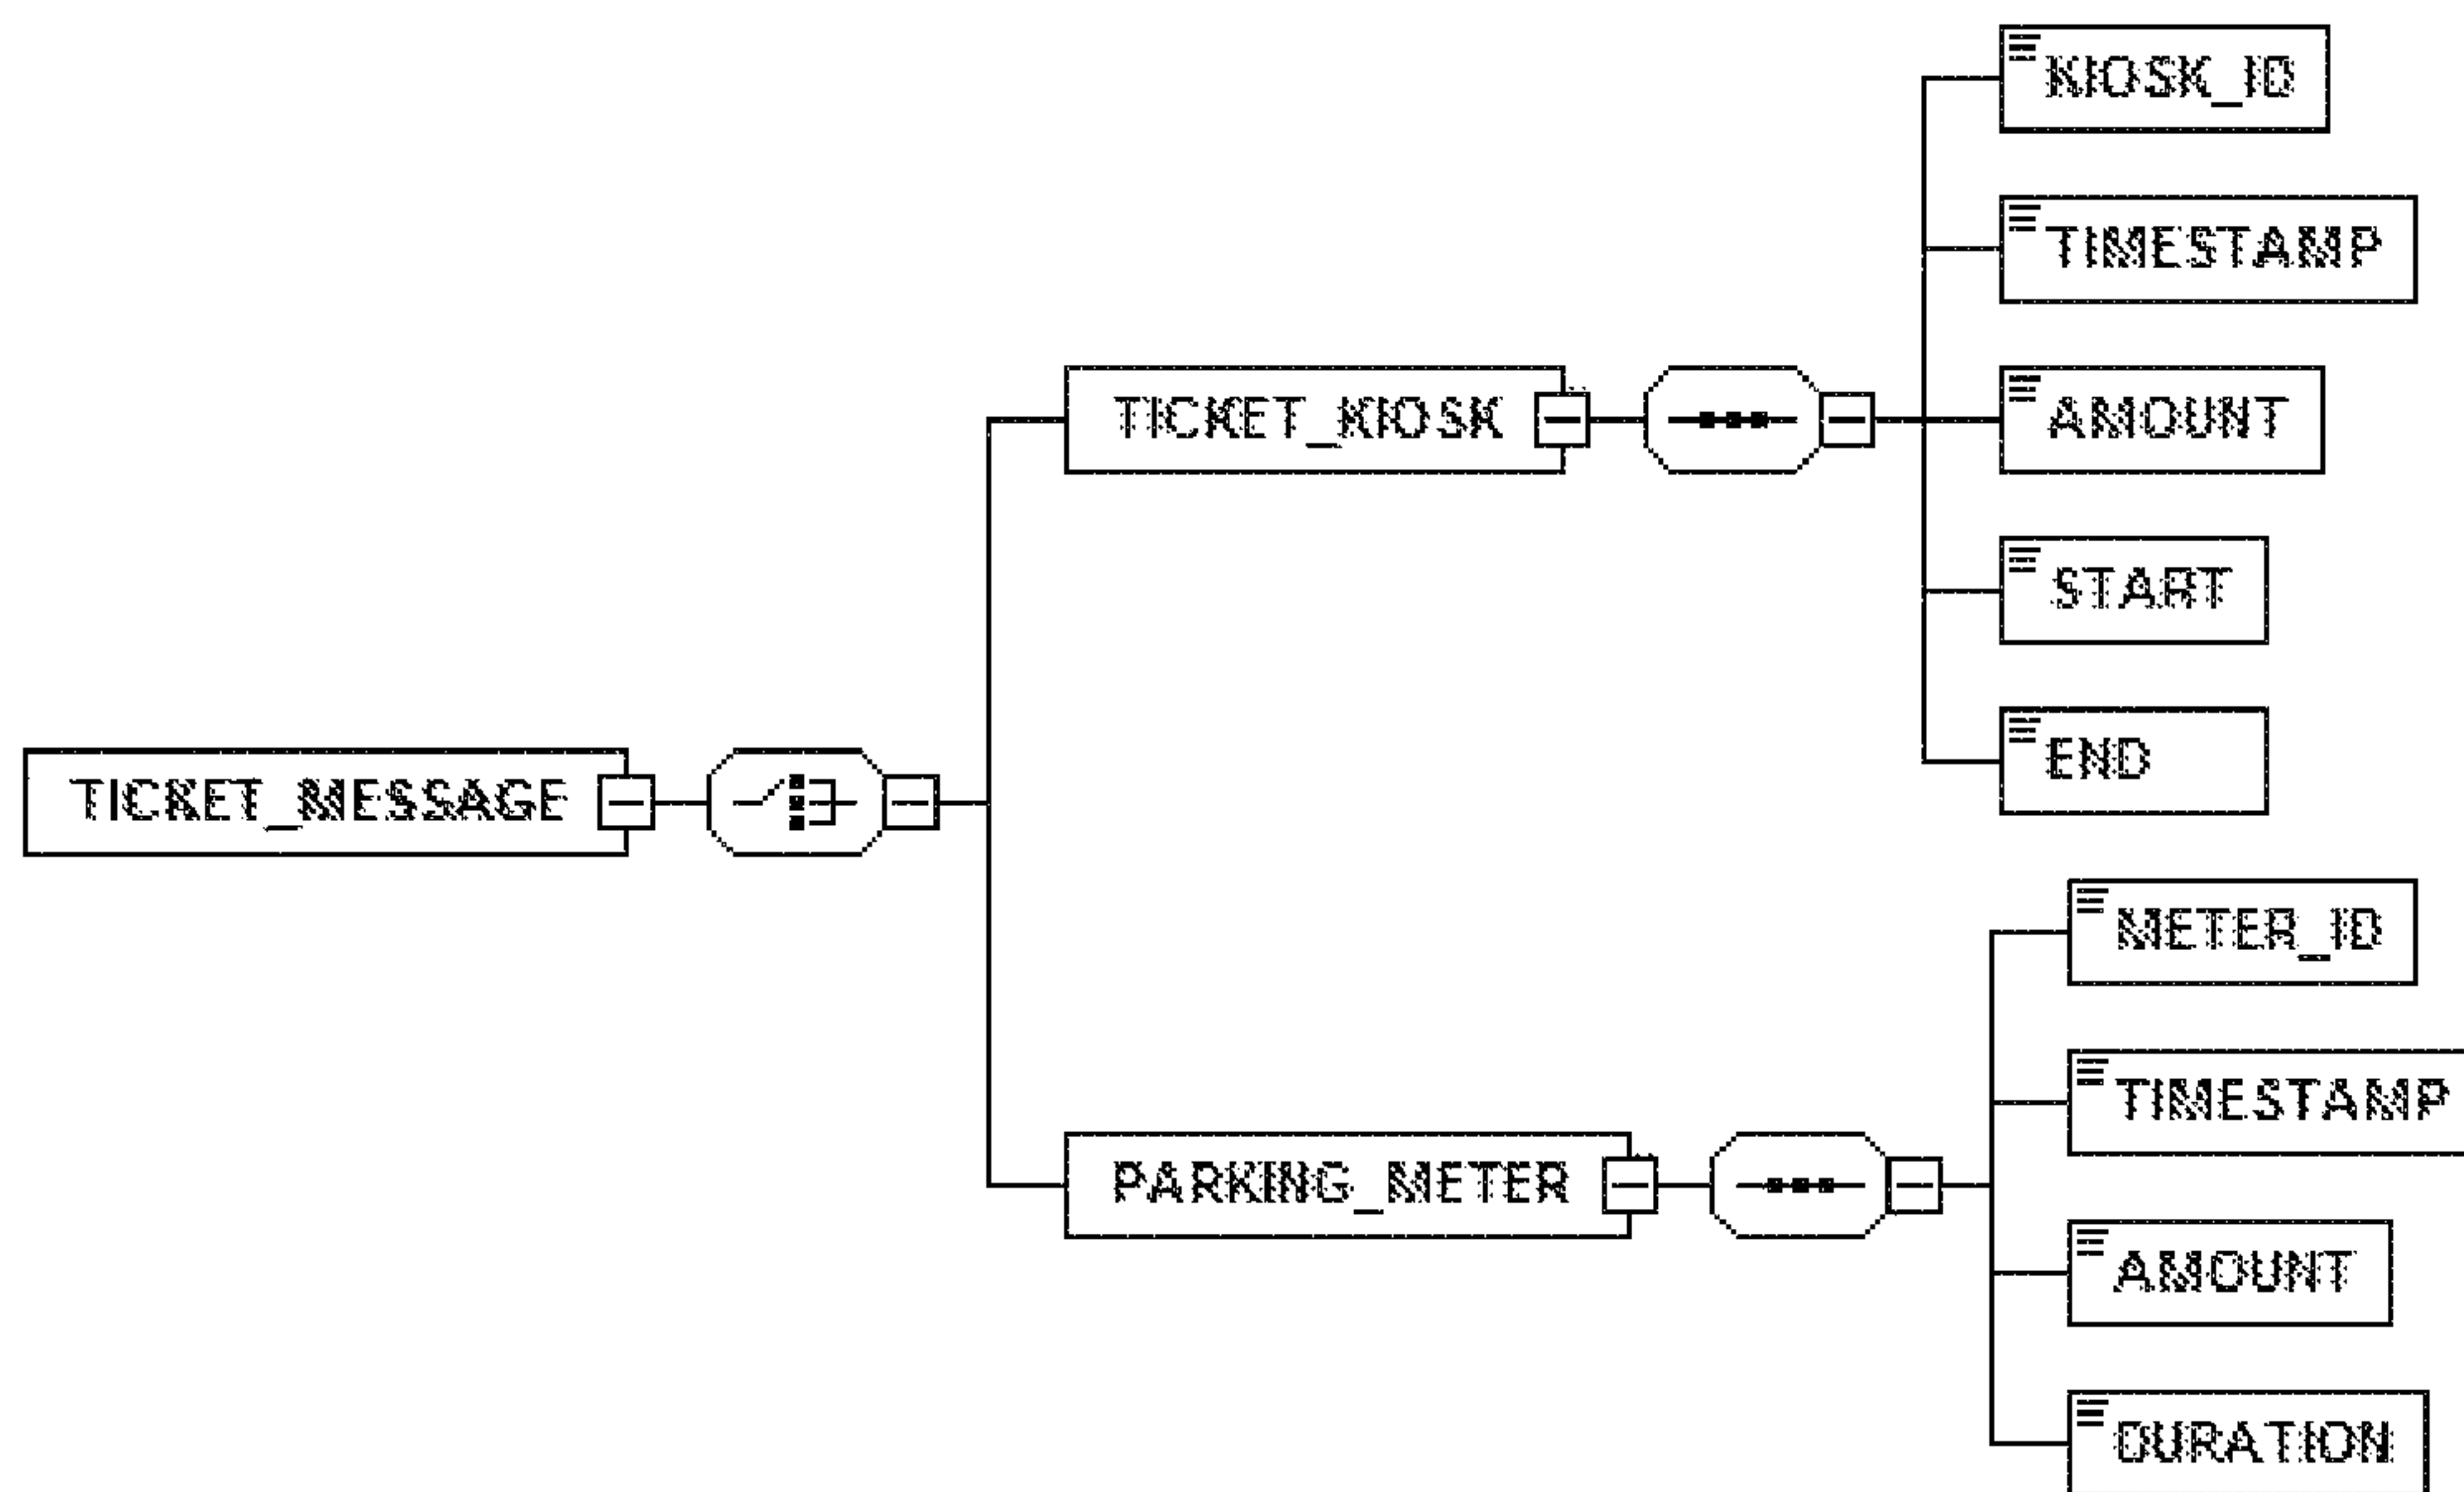 KIOSK_ID
TIMESTAMP
AMOUNT
TICKET_KIOSK
START
END
TICKET_MESSAGE
METER_ID
TIMESTAMP
PARKING_METER
AMOUNT
DURATION